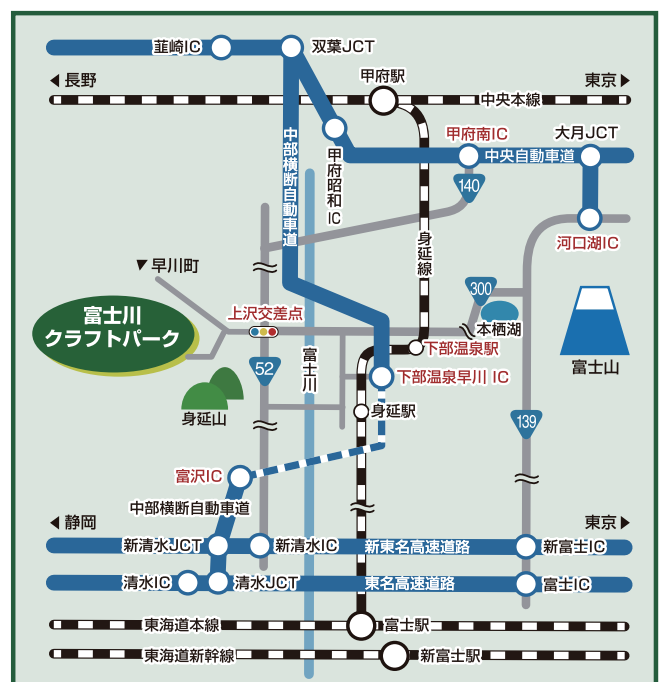 韮崎IC
双葉JCT
長野
甲府駅
東京
中央本線
甲府昭和IC
甲府南IC
大月JCT
中央自動車道
中部横断自動車道
140
身延線
河口湖IC
早川町
300
本栖湖
富士川
クラフトパーク
上沢交差点
富士山
下部温泉駅
52
富士川
下部温泉早川 IC
身延山
身延駅
139
富沢IC
中部横断自動車道
静岡
東京
新清水JCT
新清水IC
新東名高速道路
新富士IC
清水IC
清水JCT
東名高速道路
富士IC
東海道本線
富士駅
東海道新幹線
新富士駅